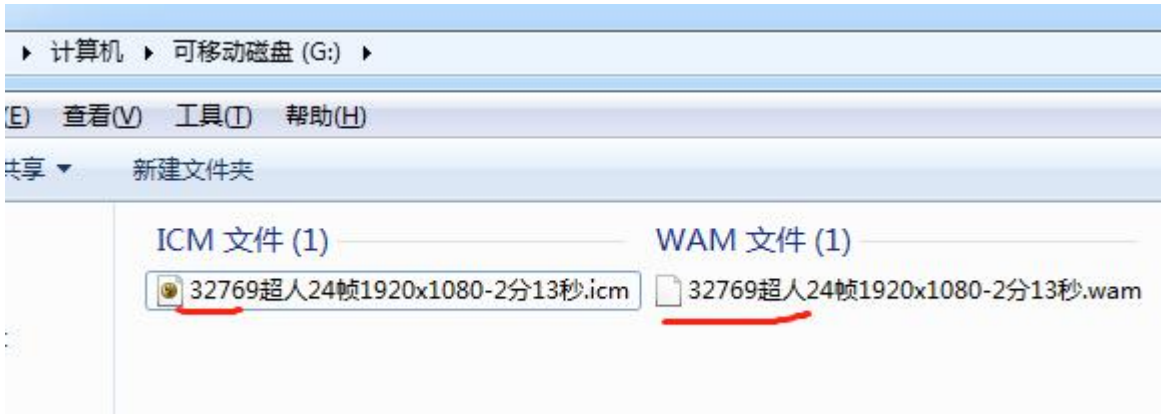 计算机 可移动磁盘 (G:)
(E) 查看(V) 工具(T) 帮助(H)
共享 新建文件夹
ICM 文件 (1) WAM 文件 (1)
32769超人24帧1920x1080-2分13秒.icm 32769超人24帧1920x1080-2分13秒.wam